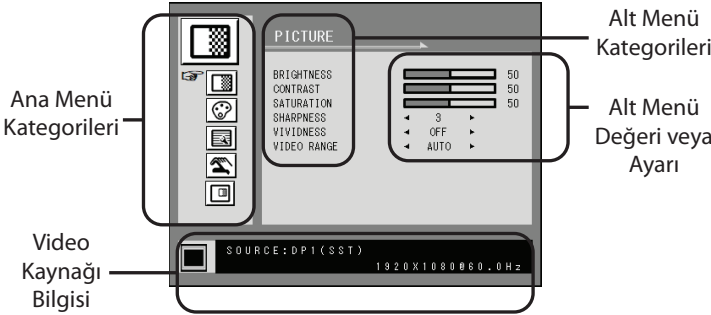 Ana Menü
Kategorileri
PICTURE
BRIGHTNESS 50
CONTRAST 50
SATURATION 50
SHARPNESS 3
VIVIDNESS OFF
VIDEO RANGE AUTO
Alt Menü
Kategorileri
Alt Menü
Değeri veya
Ayarı
Video
Kaynağı
Bilgisi
SOURCE:DP1(SST)
1920X1080@60.0Hz